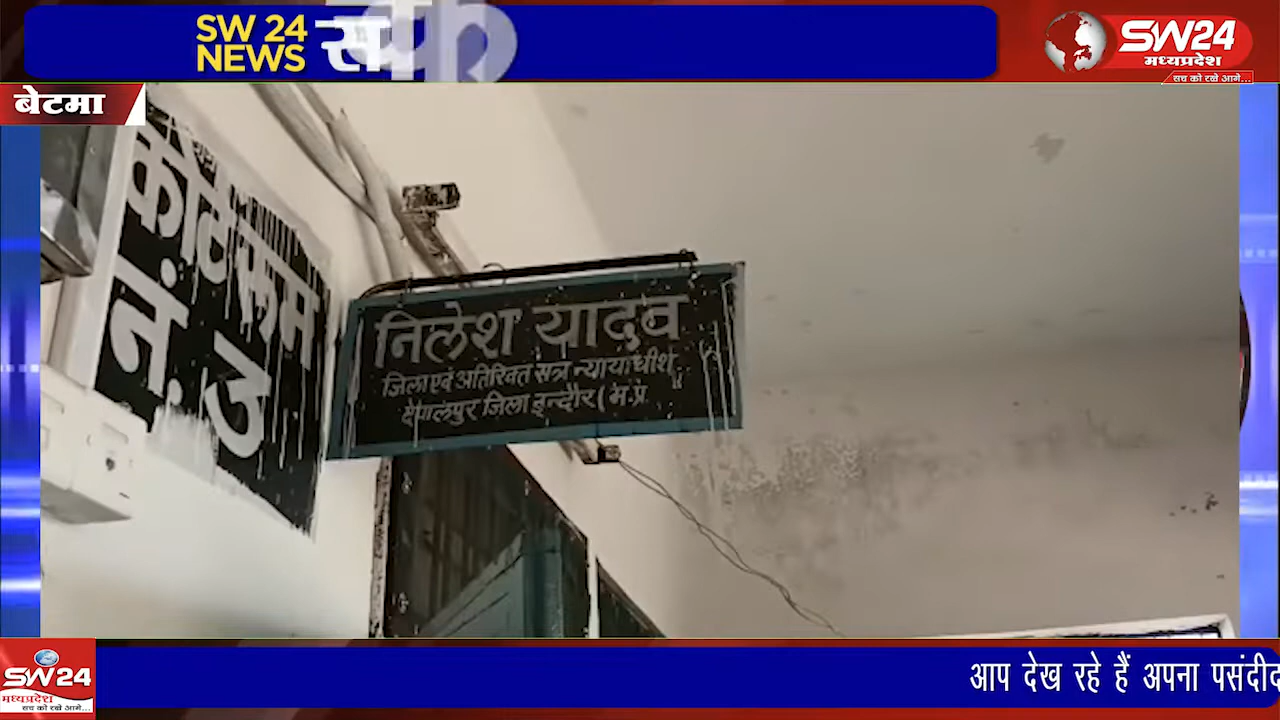 SW 24
NEWS
SW24
मध्यप्रदेश
सच को रखे आगे...
बेटमा
कोर्ट रूम
नं. 3
निलेश यादव
जिला एवं अतिरिक्त सत्र न्यायाधीश
देपालपुर जिला इन्दौर (म.प्र.
SW24
मध्यप्रदेश
सच को रखे आगे...
आप देख रहे हैं अपना पसंदीद